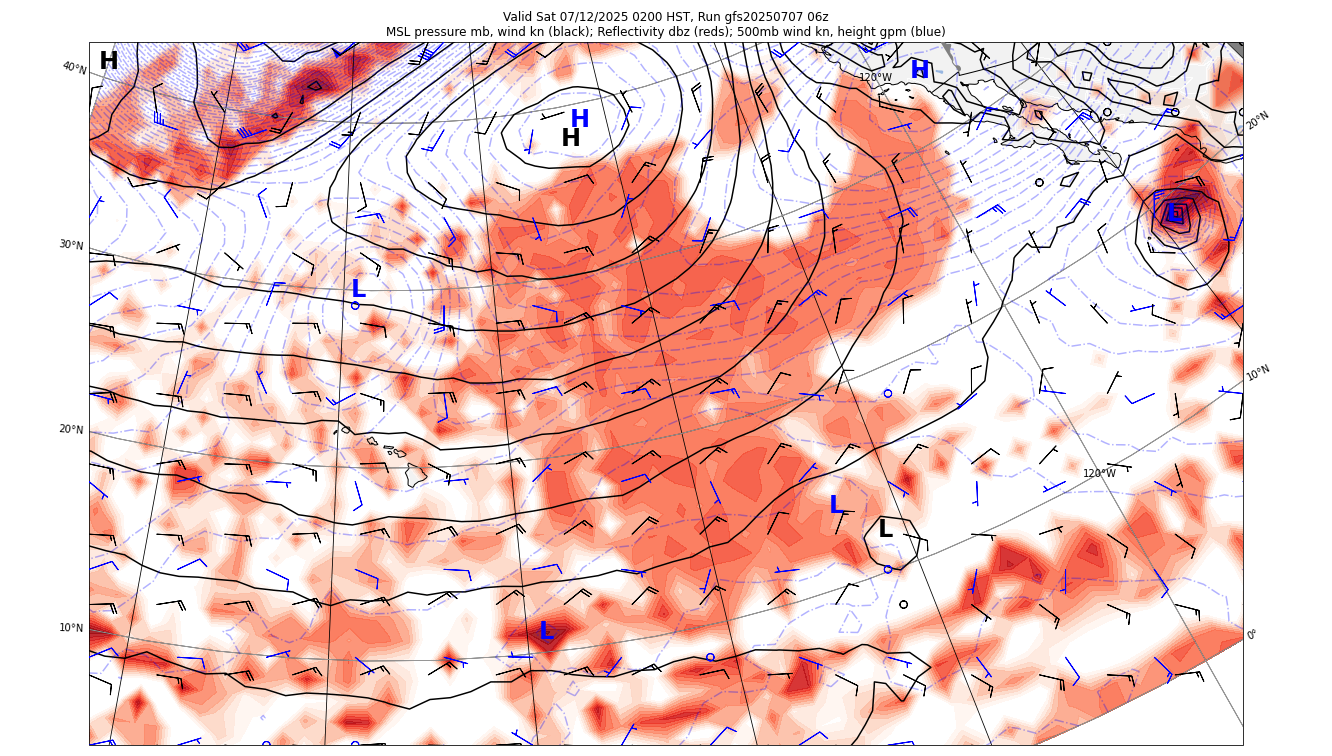 Valid Sat 07/12/2025 0200 HST, Run gfs20250707 06z
MSL pressure mb, wind kn (black); Reflectivity dbz (reds); 500mb wind kn, height gpm (blue)
H
40°N
H
120°W
20°N
H
H
L
30°N
L
10°N
20°N
120°W
L
L
10°N
L
0°